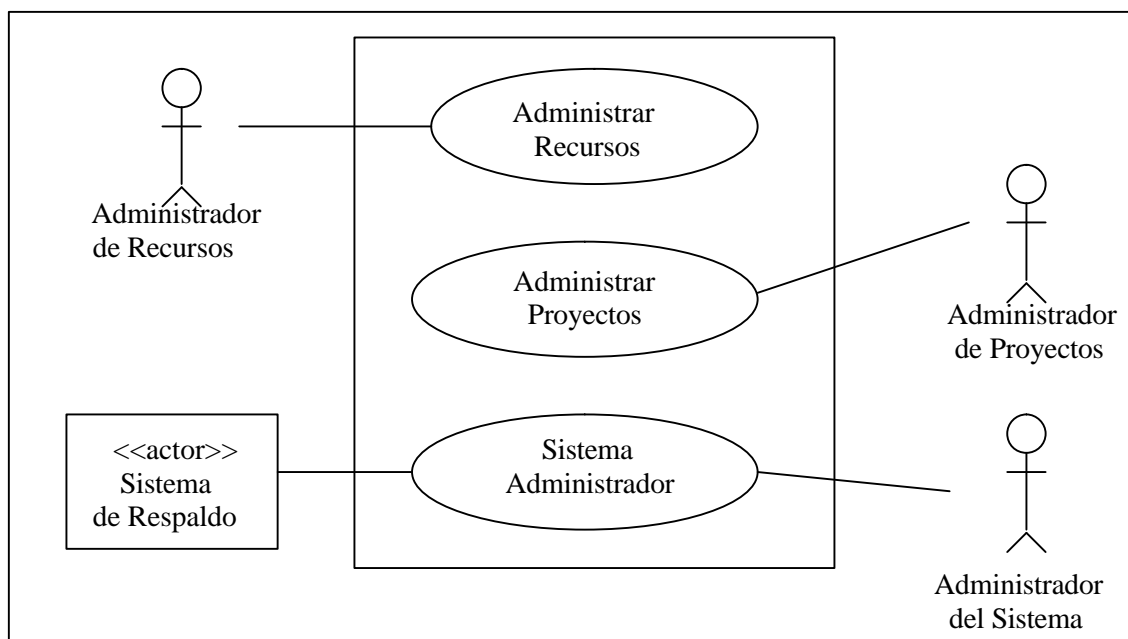 Administrar
Recursos
Administrador
de Recursos
Administrar
Proyectos
Administrador
de Proyectos
<<actor>>
Sistema
de Respaldo
Sistema
Administrador
Administrador
del Sistema